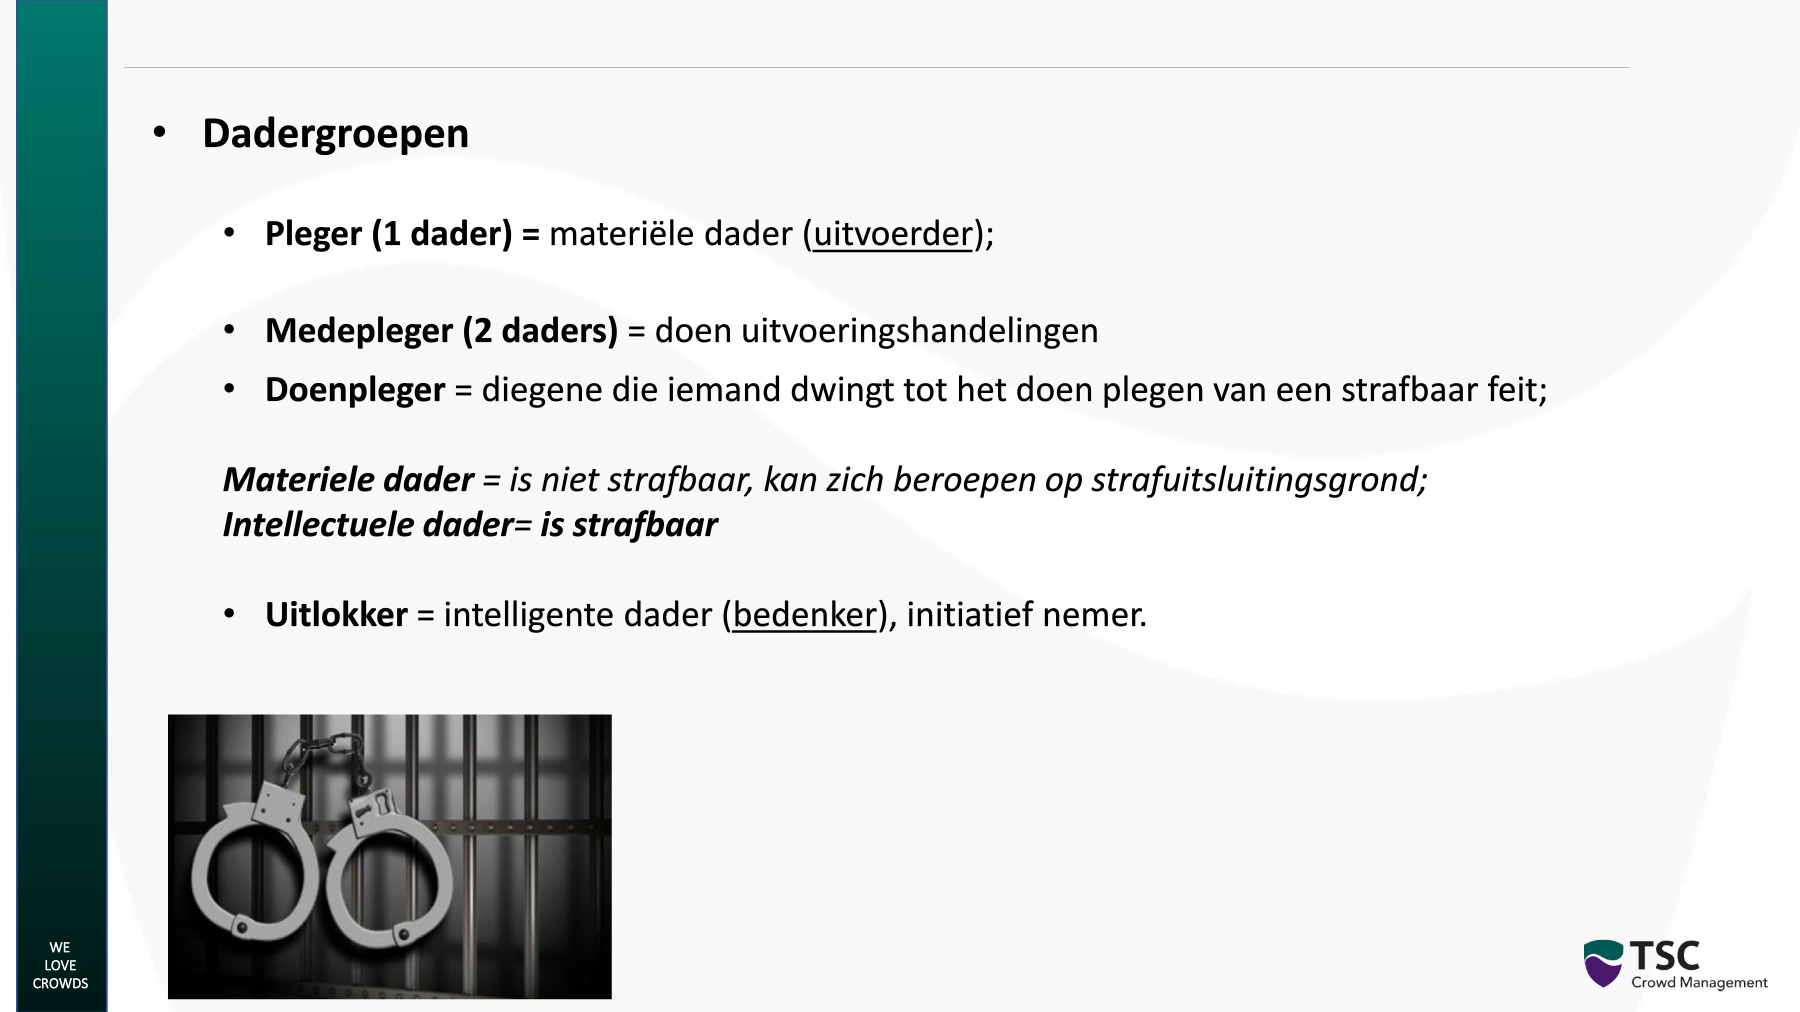 • Dadergroepen
• Pleger (1 dader) = materiële dader (uitvoerder);
• Medepleger (2 daders) = doen uitvoeringshandelingen
• Doenpleger = diegene die iemand dwingt tot het doen plegen van een strafbaar feit;
Materiele dader = is niet strafbaar, kan zich beroepen op strafuitsluitingsgrond;
Intellectuele dader= is strafbaar
• Uitlokker = intelligente dader (bedenker), initiatief nemer.
WE
LOVE
CROWDS
TSC
Crowd Management